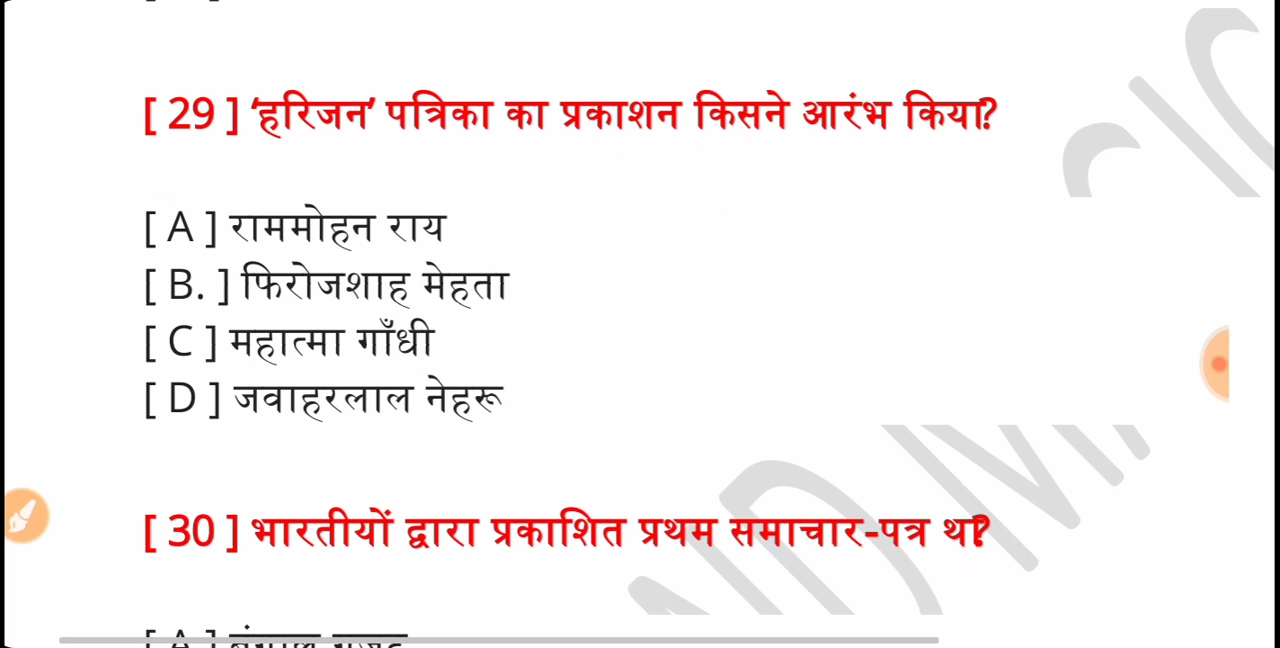 [ 29 ] ‘हरिजन’ पत्रिका का प्रकाशन किसने आरंभ किया?
[ A ] राममोहन राय
[ B. ] फिरोजशाह मेहता
[ C ] महात्मा गाँधी
[ D ] जवाहरलाल नेहरू
[ 30 ] भारतीयों द्वारा प्रकाशित प्रथम समाचार-पत्र था?
[ A ]